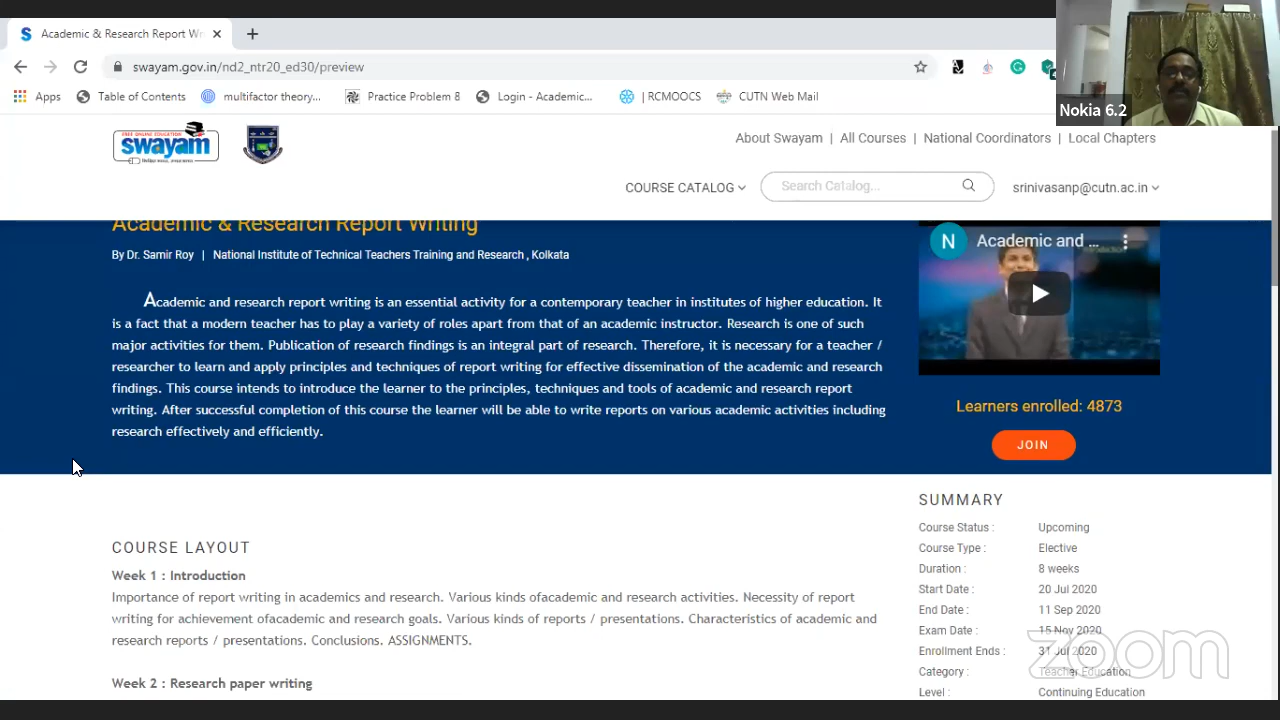 Academic & Research Report Wr
swayam.gov.in/nd2_ntr20_ed30/preview
Apps
Table of Contents
multifactor theory...
Practice Problem 8
Login - Academic...
| RCMOOCS
CUTN Web Mail
Nokia 6.2
FREE ONLINE EDUCATION
swayam
About Swayam | All Courses | National Coordinators | Local Chapters
COURSE CATALOG
Search Catalog...
srinivasanp@cutn.ac.in
Academic & Research Report Writing
By Dr. Samir Roy | National Institute of Technical Teachers Training and Research , Kolkata
Academic and research report writing is an essential activity for a contemporary teacher in institutes of higher education. It
is a fact that a modern teacher has to play a variety of roles apart from that of an academic instructor. Research is one of such
major activities for them. Publication of research findings is an integral part of research. Therefore, it is necessary for a teacher /
researcher to learn and apply principles and techniques of report writing for effective dissemination of the academic and research
findings. This course intends to introduce the learner to the principles, techniques and tools of academic and research report
writing. After successful completion of this course the learner will be able to write reports on various academic activities including
research effectively and efficiently.
N
Academic and ...
Learners enrolled: 4873
JOIN
COURSE LAYOUT
Week 1 : Introduction
Importance of report writing in academics and research. Various kinds ofacademic and research activities. Necessity of report
writing for achievement ofacademic and research goals. Various kinds of reports / presentations. Characteristics of academic and
research reports / presentations. Conclusions. ASSIGNMENTS.
Week 2 : Research paper writing
SUMMARY
Course Status : Upcoming
Course Type : Elective
Duration : 8 weeks
Start Date : 20 Jul 2020
End Date : 11 Sep 2020
Exam Date : 15 Nov 2020
Enrollment Ends : 31 Jul 2020
Category : Teacher Education
Level : Continuing Education
zoom